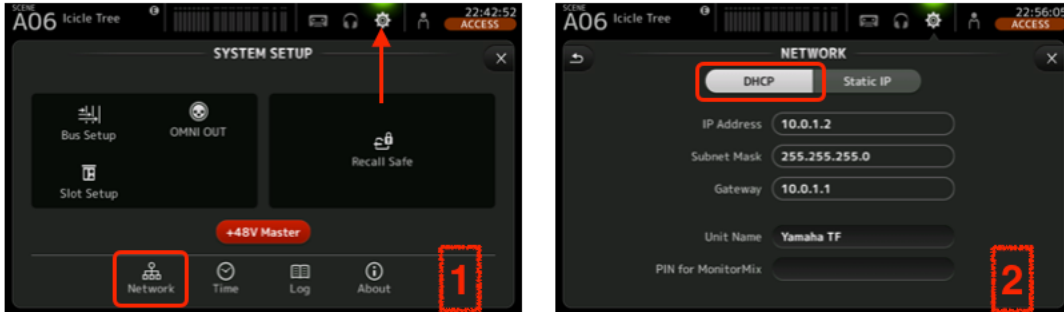 SCENE
A06 Icicle Tree
22:42:52
ACCESS
SYSTEM SETUP
Bus Setup
OMNI OUT
Slot Setup
Recall Safe
+48V Master
Network
Time
Log
About
1
SCENE
A06 Icicle Tree
22:56:05
ACCESS
NETWORK
DHCP
Static IP
IP Address 10.0.1.2
Subnet Mask 255.255.255.0
Gateway 10.0.1.1
Unit Name Yamaha TF
PIN for MonitorMix
2